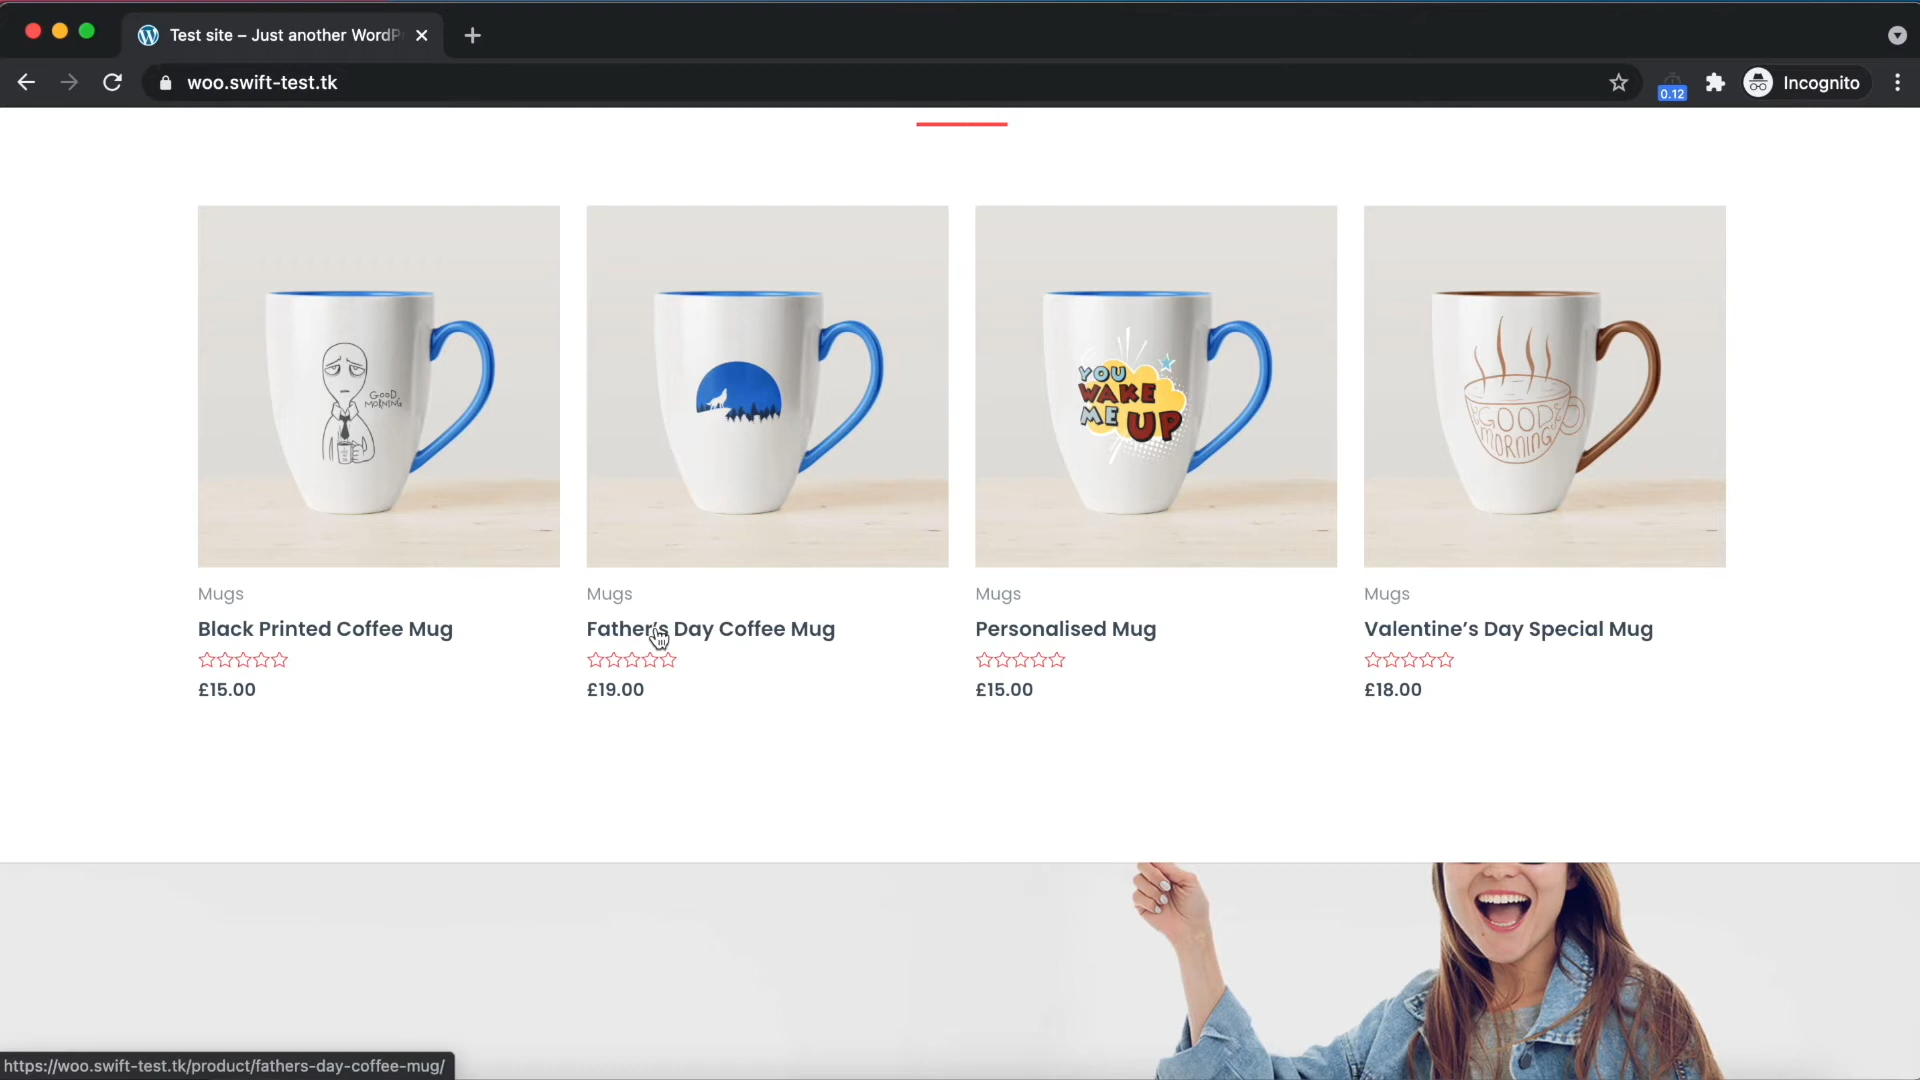 Test site – Just another WordP
woo.swift-test.tk
0.12
Incognito
GOOD
MORNING
YOU
WAKE
ME UP
GOOD
MORNING
Mugs
Mugs
Mugs
Mugs
Black Printed Coffee Mug
Father's Day Coffee Mug
Personalised Mug
Valentine's Day Special Mug
£15.00
£19.00
£15.00
£18.00
https://woo.swift-test.tk/product/fathers-day-coffee-mug/